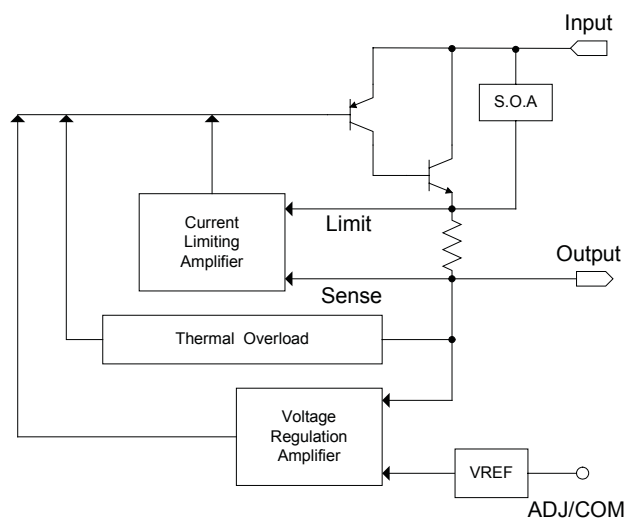 Input
S.O.A
Current
Limiting
Amplifier
Limit
Output
Sense
Thermal Overload
Voltage
Regulation
Amplifier
VREF
ADJ/COM